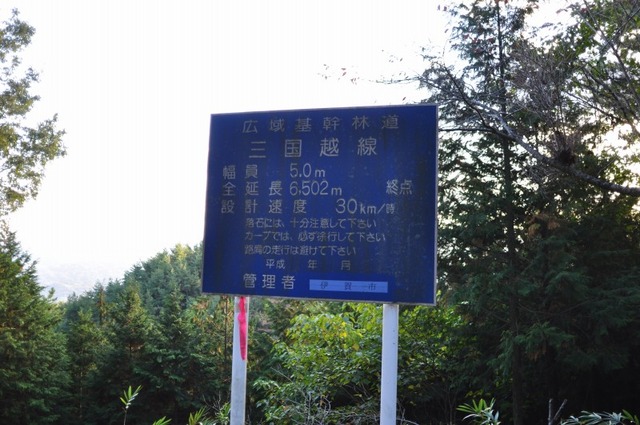 広域基幹林道
三国越線
幅員 5.0m
全延長 6,502m 終点
設計速度 30km/時
落石には、十分注意して下さい
カーブでは、必ず徐行して下さい
路肩の走行は避けて下さい
平成 年 月
管理者 伊賀市